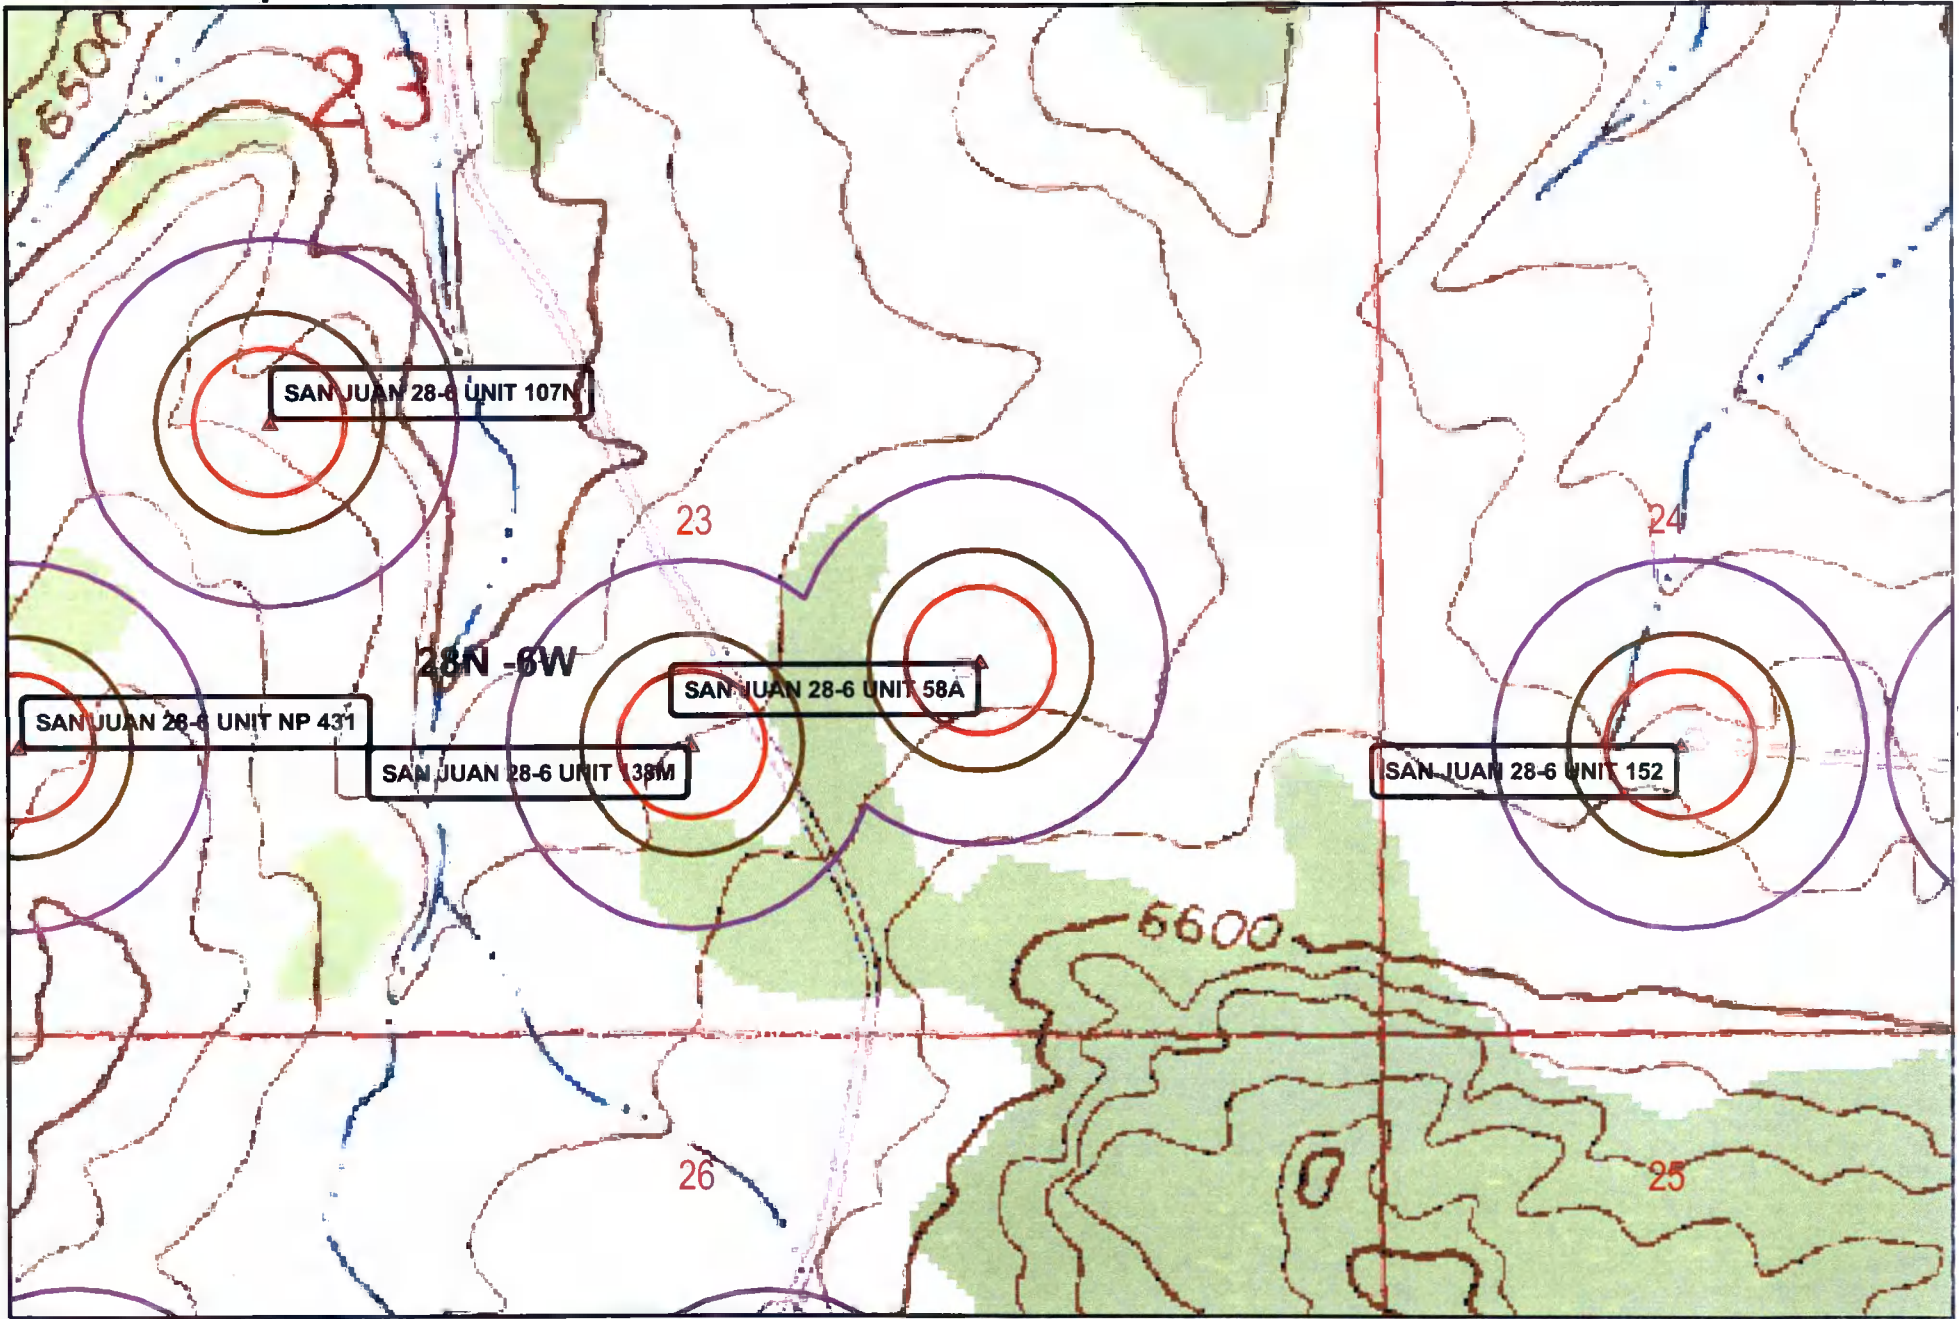 6500
23
SAN JUAN 28-6 UNIT 107N
23
24
28N -6W
SAN JUAN 28-6 UNIT 58A
SAN JUAN 28-6 UNIT NP 431
SAN JUAN 28-6 UNIT 138M
SAN JUAN 28-6 UNIT 152
6600
26
25